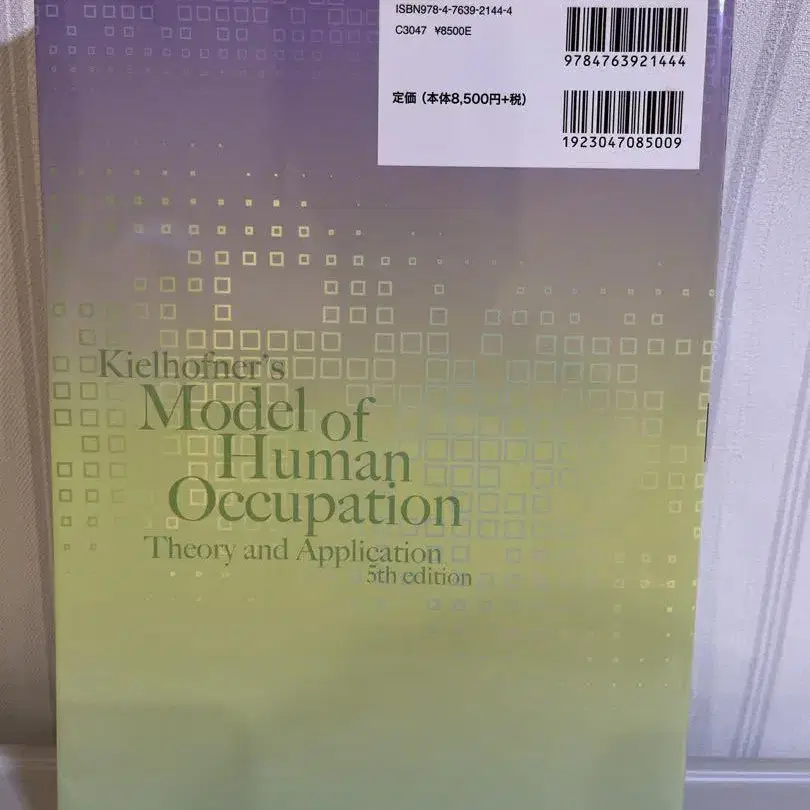 ISBN978-4-7639-2144-4
C3047 ¥8500E
9784763921444
定価（本体8,500円+税）
1923047085009
Kielhofner's
Model of
Human
Occupation
Theory and Application
5th edition